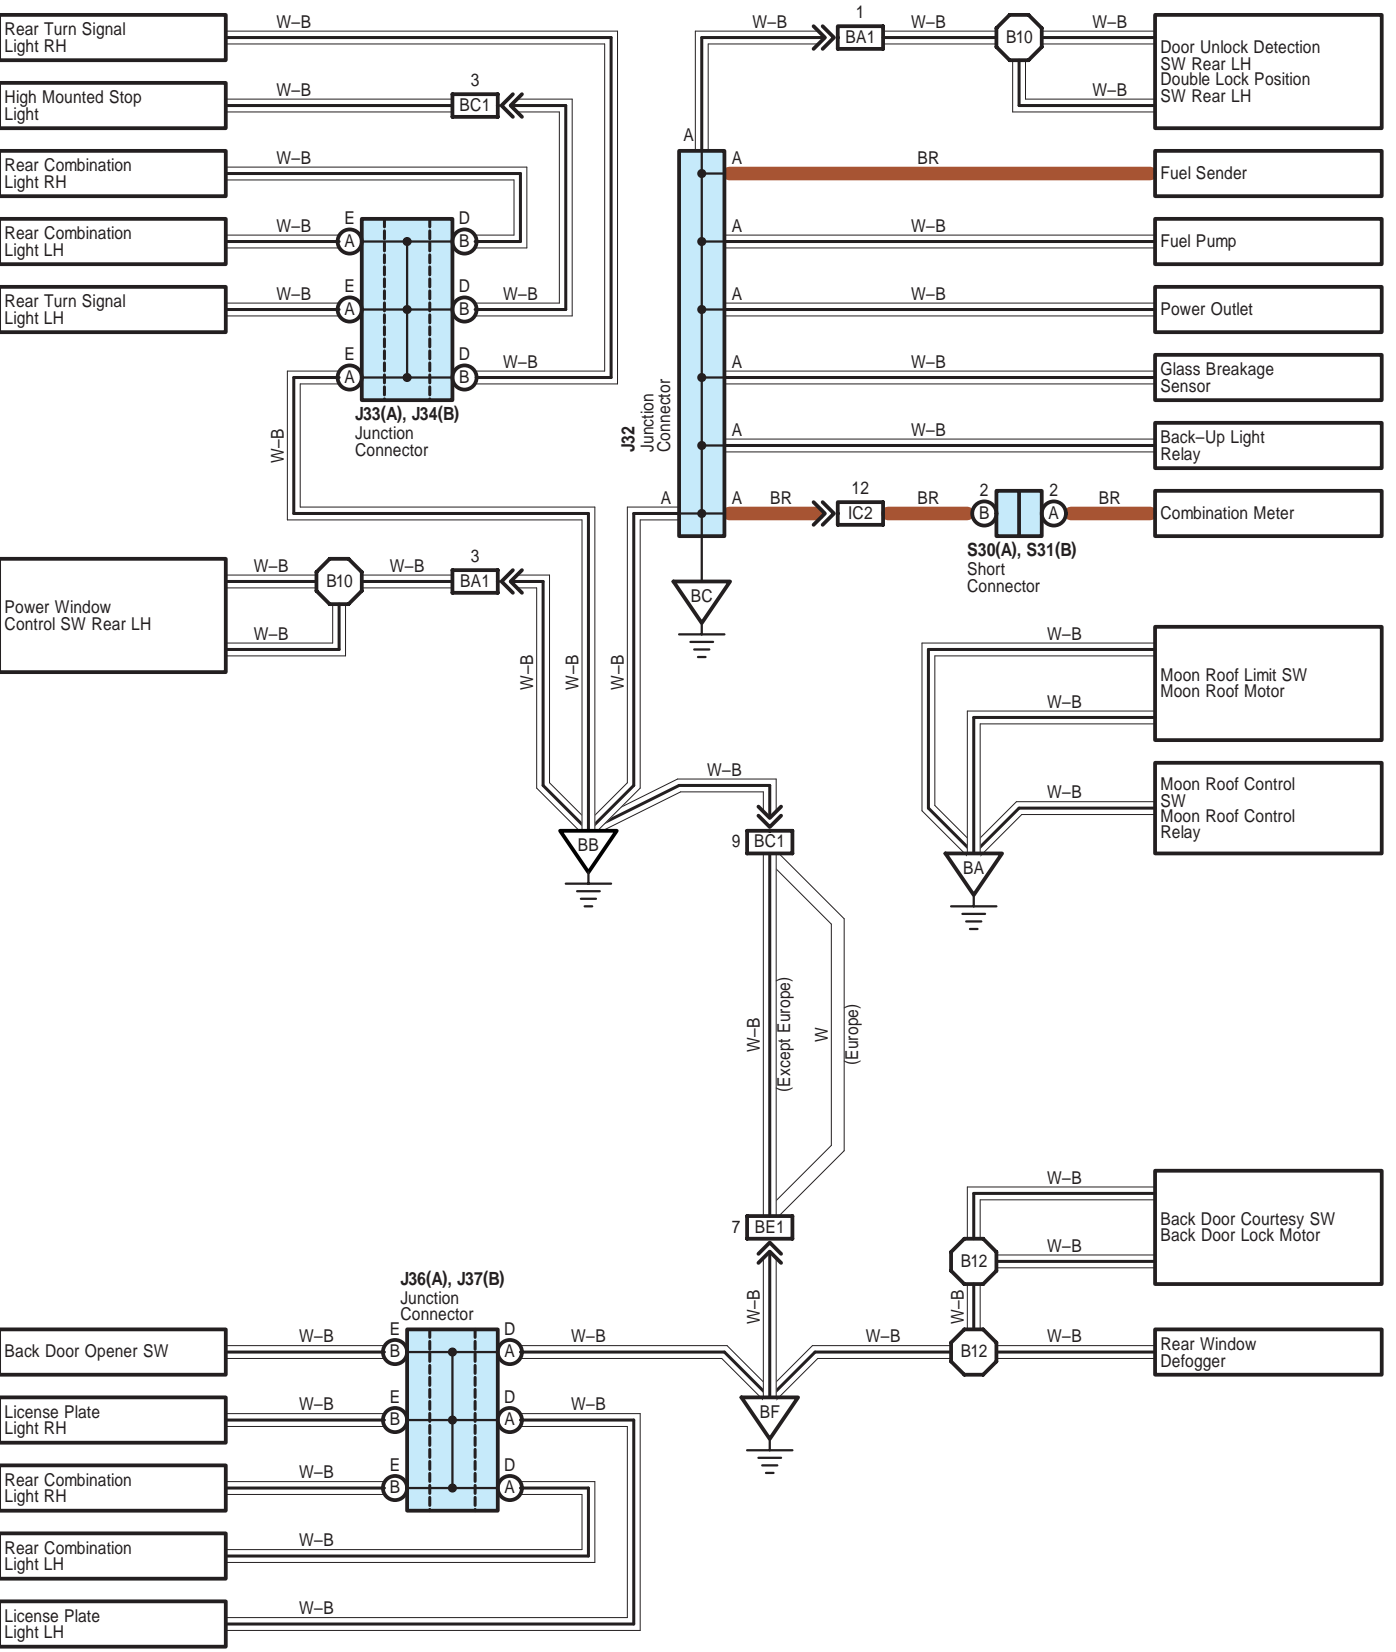 Rear Turn Signal
Light RH
W–B
High Mounted Stop
Light
W–B
3
BC1
Rear Combination
Light RH
W–B
Rear Combination
Light LH
W–B
E
A
D
B
Rear Turn Signal
Light LH
W–B
E
A
D
B
W–B
E
A
D
B
W–B
J33(A), J34(B)
Junction
Connector
W–B
Power Window
Control SW Rear LH
W–B
B10
W–B
3
BA1
W–B
W–B
W–B
W–B
BB
W–B
1
BA1
W–B
B10
W–B
W–B
Door Unlock Detection
SW Rear LH
Double Lock Position
SW Rear LH
A
A
BR
Fuel Sender
A
W–B
Fuel Pump
A
W–B
Power Outlet
A
W–B
Glass Breakage
Sensor
J32
Junction
Connector
A
W–B
Back–Up Light
Relay
A
A
BR
12
IC2
BR
2
B
2
A
BR
Combination Meter
S30(A), S31(B)
Short
Connector
BC
W–B
Moon Roof Limit SW
Moon Roof Motor
W–B
W–B
Moon Roof Control
SW
Moon Roof Control
Relay
BA
W–B
9
BC1
W–B
(Except Europe)
W
(Europe)
7
BE1
W–B
W–B
Back Door Courtesy SW
Back Door Lock Motor
B12
W–B
W–B
W–B
B12
W–B
Rear Window
Defogger
BF
J36(A), J37(B)
Junction
Connector
Back Door Opener SW
W–B
E
B
D
A
W–B
License Plate
Light RH
W–B
E
B
D
A
W–B
Rear Combination
Light RH
W–B
E
B
D
A
Rear Combination
Light LH
W–B
License Plate
Light LH
W–B